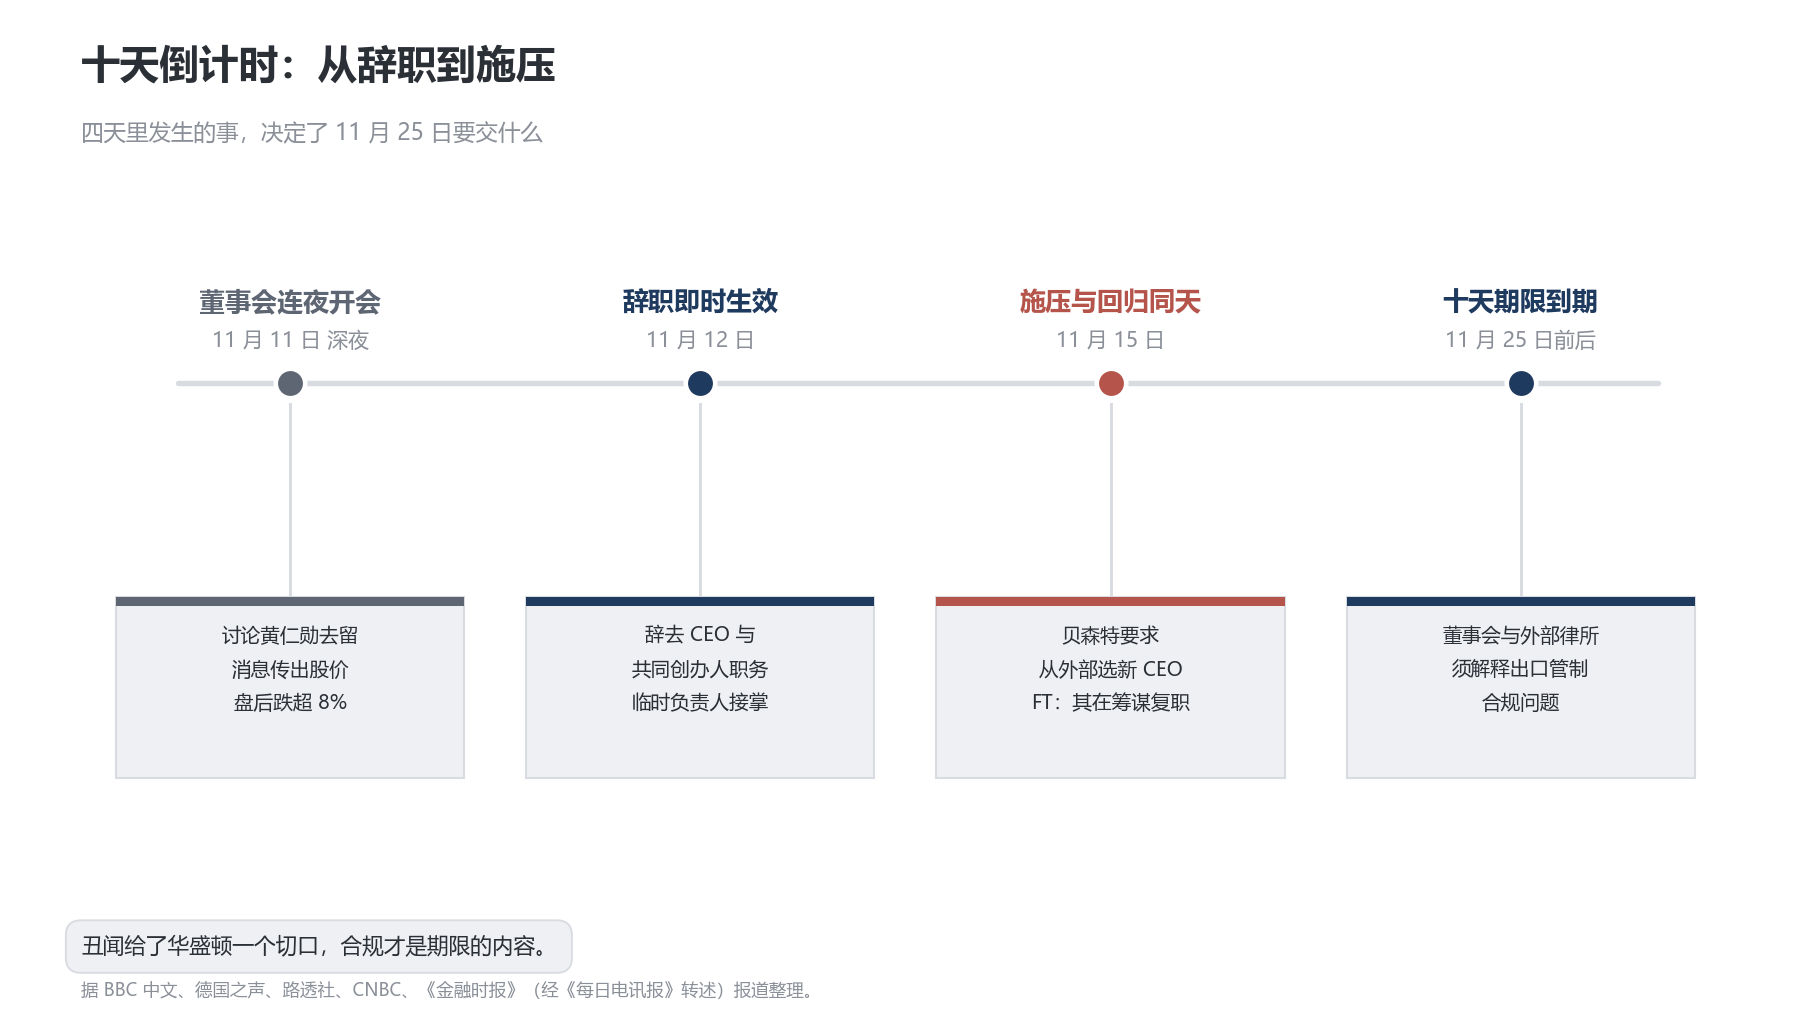 十天倒计时：从辞职到施压
四天里发生的事，决定了 11 月 25 日要交什么
董事会连夜开会
11 月 11 日 深夜
辞职即时生效
11 月 12 日
施压与回归同天
11 月 15 日
十天期限到期
11 月 25 日前后
讨论黄仁勋去留
消息传出股价
盘后跌超 8%
辞去 CEO 与
共同创办人职务
临时负责人接掌
贝森特要求
从外部选新 CEO
FT：其在筹谋复职
董事会与外部律所
须解释出口管制
合规问题
丑闻给了华盛顿一个切口，合规才是期限的内容。
据 BBC 中文、德国之声、路透社、CNBC、《金融时报》（经《每日电讯报》转述）报道整理。